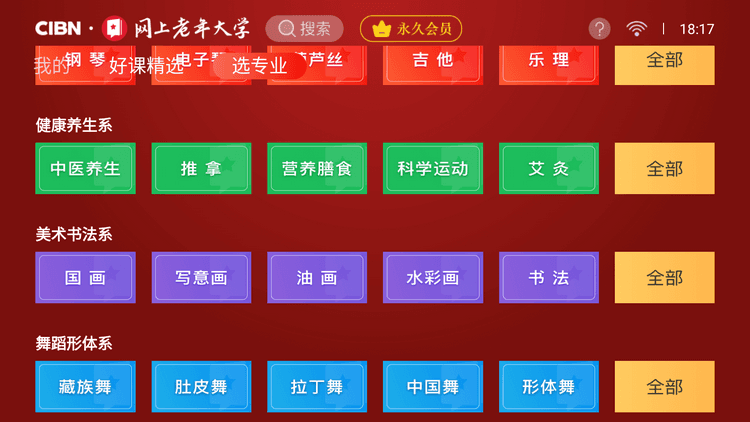 CIBN · 网上老年大学 搜索 永久会员 ? 18:17
我的 好课精选 选专业
钢琴 电子琴 葫芦丝 吉他 乐理 全部
健康养生系
中医养生 推拿 营养膳食 科学运动 艾灸 全部
美术书法系
国画 写意画 油画 水彩画 书法 全部
舞蹈形体系
藏族舞 肚皮舞 拉丁舞 中国舞 形体舞 全部